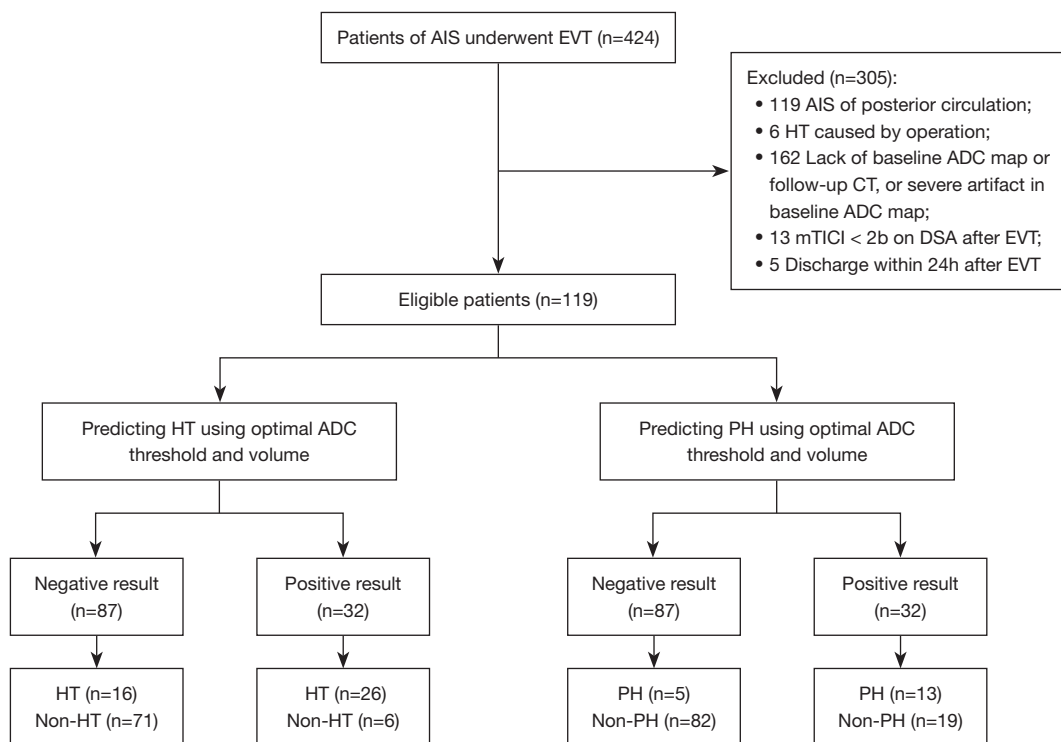 Patients of AIS underwent EVT (n=424)
Excluded (n=305):
• 119 AIS of posterior circulation;
• 6 HT caused by operation;
• 162 Lack of baseline ADC map or
follow-up CT, or severe artifact in
baseline ADC map;
• 13 mTICI < 2b on DSA after EVT;
• 5 Discharge within 24h after EVT
Eligible patients (n=119)
Predicting HT using optimal ADC
threshold and volume
Predicting PH using optimal ADC
threshold and volume
Negative result
(n=87)
Positive result
(n=32)
Negative result
(n=87)
Positive result
(n=32)
HT (n=16)
Non-HT (n=71)
HT (n=26)
Non-HT (n=6)
PH (n=5)
Non-PH (n=82)
PH (n=13)
Non-PH (n=19)